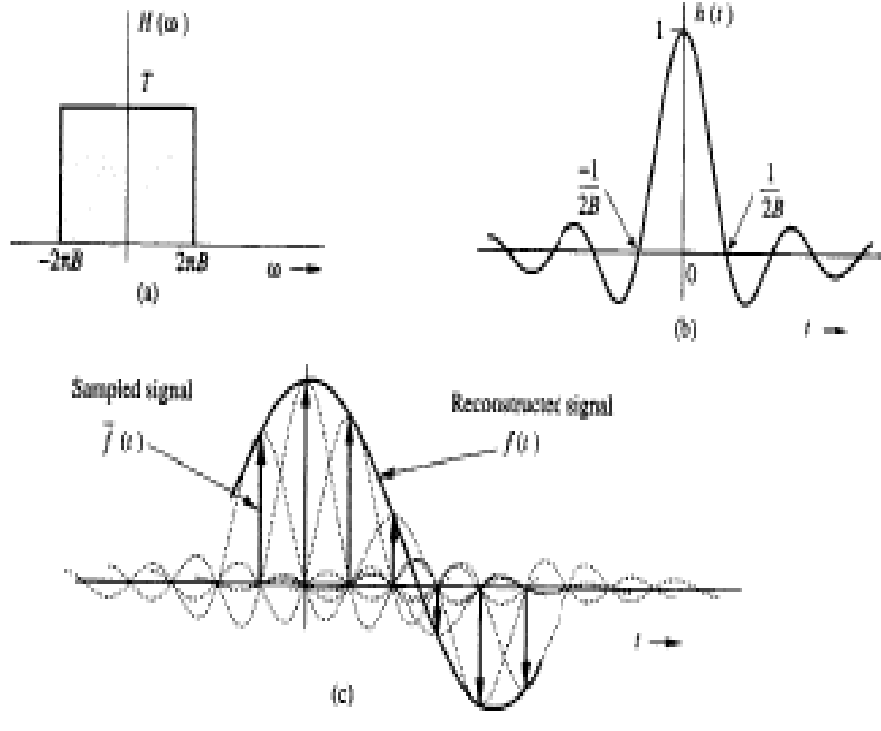 H(ω)
T
−2πB
2πB
ω →
(a)
h(t)
1
−1/2B
1/2B
0
(b)
t →
Sampled signal
f̄(t)
Reconstructed signal
f(t)
t →
(c)